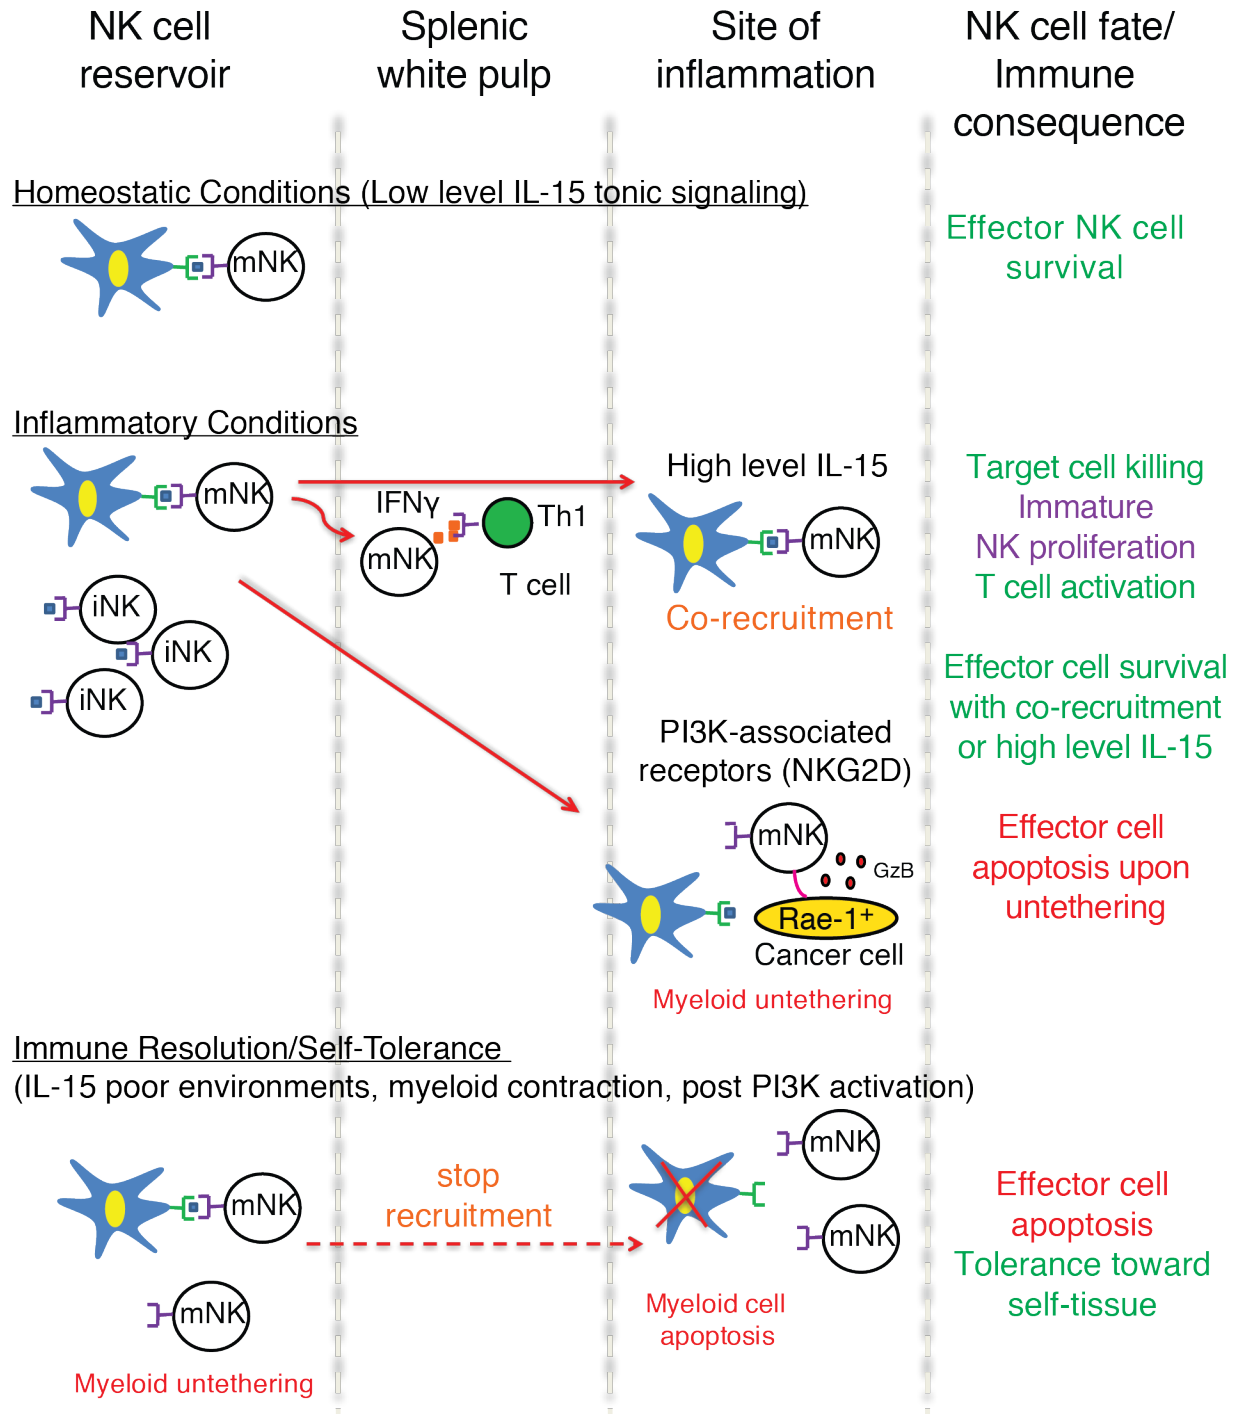 NK cell
reservoir
Splenic
white pulp
Site of
inflammation
NK cell fate/
Immune
consequence
Homeostatic Conditions (Low level IL-15 tonic signaling)
mNK
Effector NK cell
survival
Inflammatory Conditions
mNK
iNK
iNK
iNK
IFNγ
mNK
Th1
T cell
High level IL-15
mNK
Co-recruitment
PI3K-associated
receptors (NKG2D)
mNK
GzB
Rae-1+
Cancer cell
Myeloid untethering
Target cell killing
Immature
NK proliferation
T cell activation
Effector cell survival
with co-recruitment
or high level IL-15
Effector cell
apoptosis upon
untethering
Immune Resolution/Self-Tolerance
(IL-15 poor environments, myeloid contraction, post PI3K activation)
mNK
mNK
Myeloid untethering
stop
recruitment
mNK
mNK
Myeloid cell
apoptosis
Effector cell
apoptosis
Tolerance toward
self-tissue